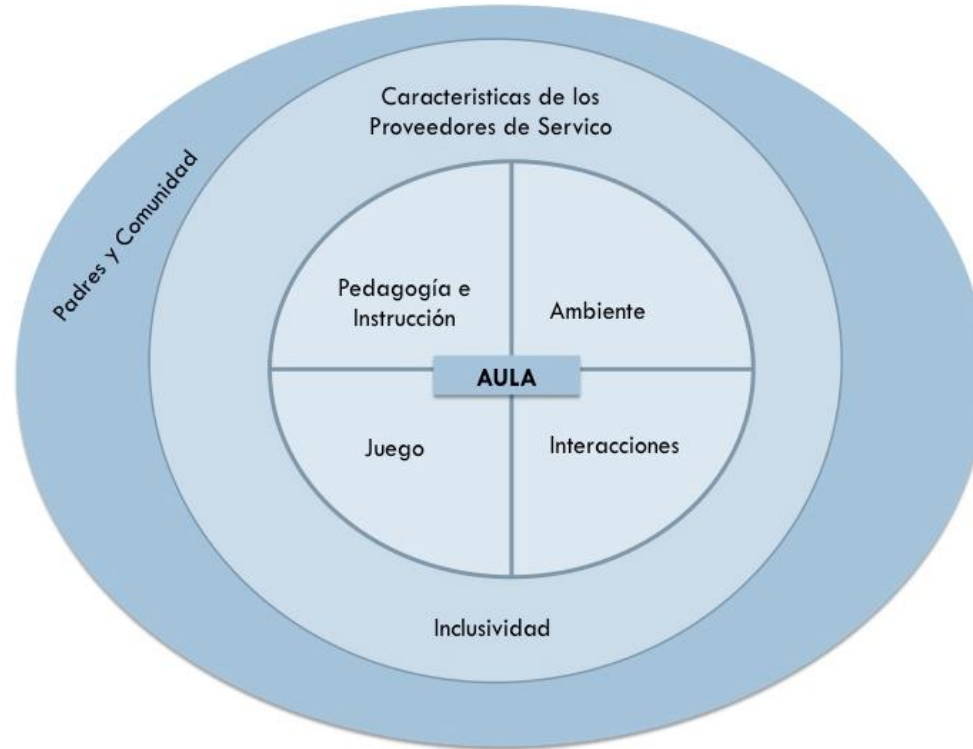 Caracteristicas de los
Proveedores de Servico
Padres y Comunidad
Pedagogía e
Instrucción
Ambiente
AULA
Juego
Interacciones
Inclusividad